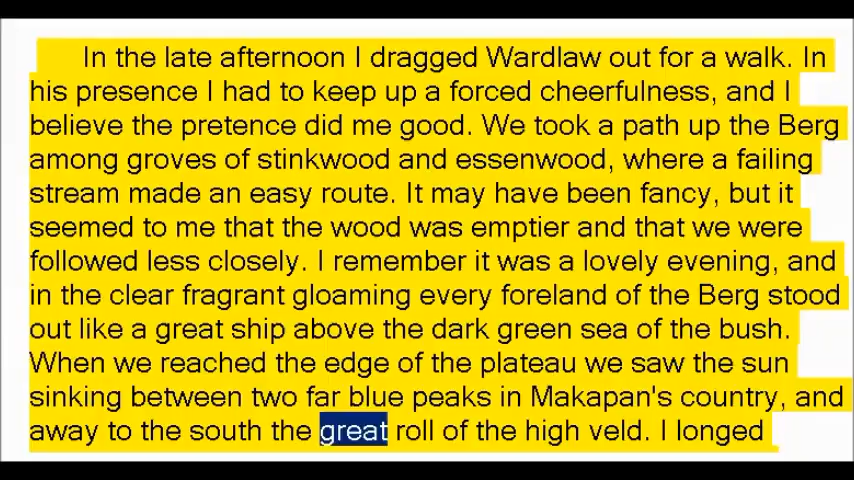 In the late afternoon I dragged Wardlaw out for a walk. In
his presence I had to keep up a forced cheerfulness, and I
believe the pretence did me good. We took a path up the Berg
among groves of stinkwood and essenwood, where a failing
stream made an easy route. It may have been fancy, but it
seemed to me that the wood was emptier and that we were
followed less closely. I remember it was a lovely evening, and
in the clear fragrant gloaming every foreland of the Berg stood
out like a great ship above the dark green sea of the bush.
When we reached the edge of the plateau we saw the sun
sinking between two far blue peaks in Makapan's country, and
away to the south the great roll of the high veld. I longed